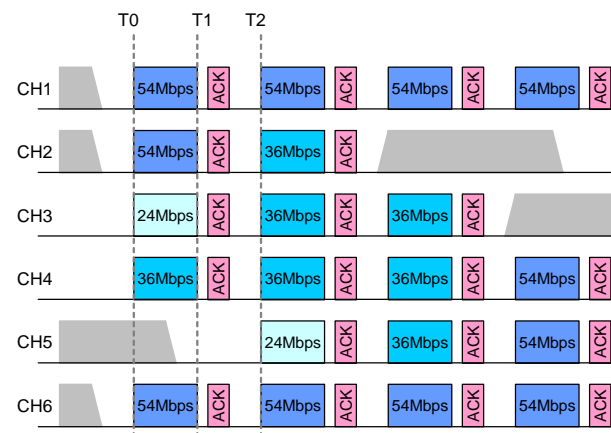 T0 T1 T2
CH1 54Mbps ACK 54Mbps ACK 54Mbps ACK 54Mbps ACK
CH2 54Mbps ACK 36Mbps ACK
CH3 24Mbps ACK 36Mbps ACK 36Mbps ACK
CH4 36Mbps ACK 36Mbps ACK 36Mbps ACK 54Mbps ACK
CH5 24Mbps ACK 36Mbps ACK 54Mbps ACK
CH6 54Mbps ACK 54Mbps ACK 54Mbps ACK 54Mbps ACK